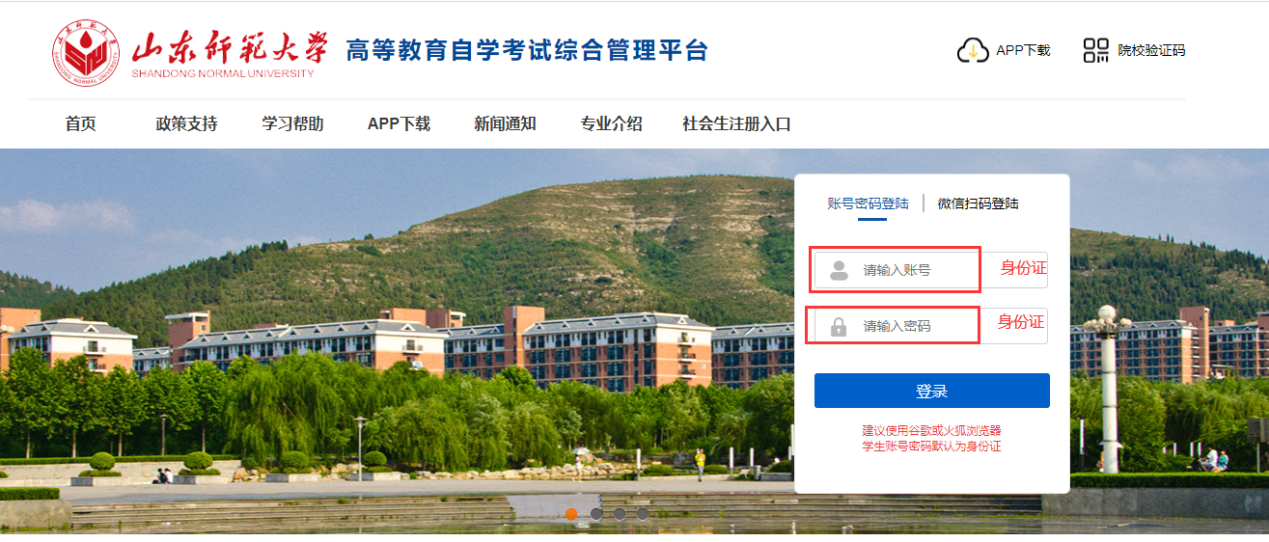 山东师范大学
SHANDONG NORMAL UNIVERSITY
高等教育自学考试综合管理平台
APP下载
院校验证码
首页
政策支持
学习帮助
APP下载
新闻通知
专业介绍
社会生注册入口
账号密码登陆
微信扫码登陆
请输入账号
身份证
请输入密码
身份证
登录
建议使用谷歌或火狐浏览器
学生账号密码默认为身份证